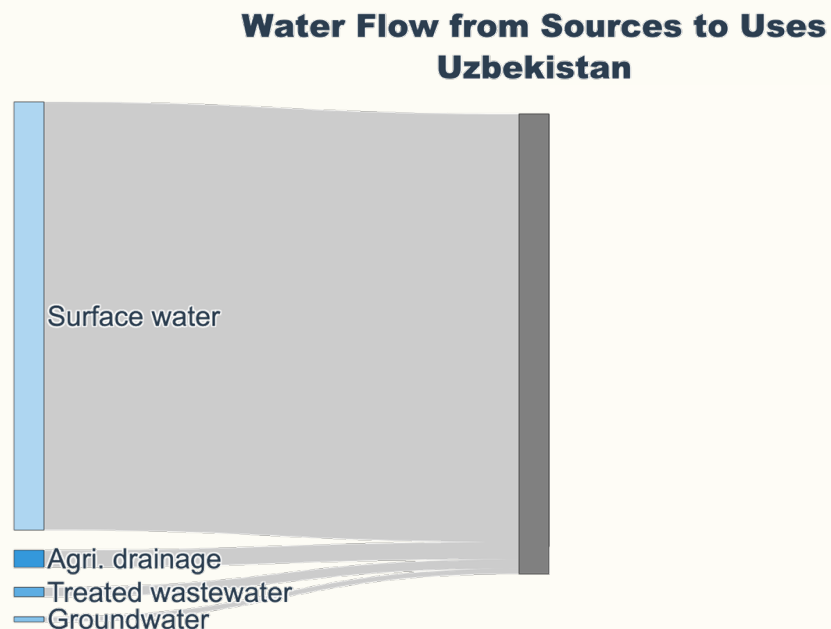 Water Flow from Sources to Uses
Uzbekistan
Surface water
Agri. drainage
Treated wastewater
Groundwater